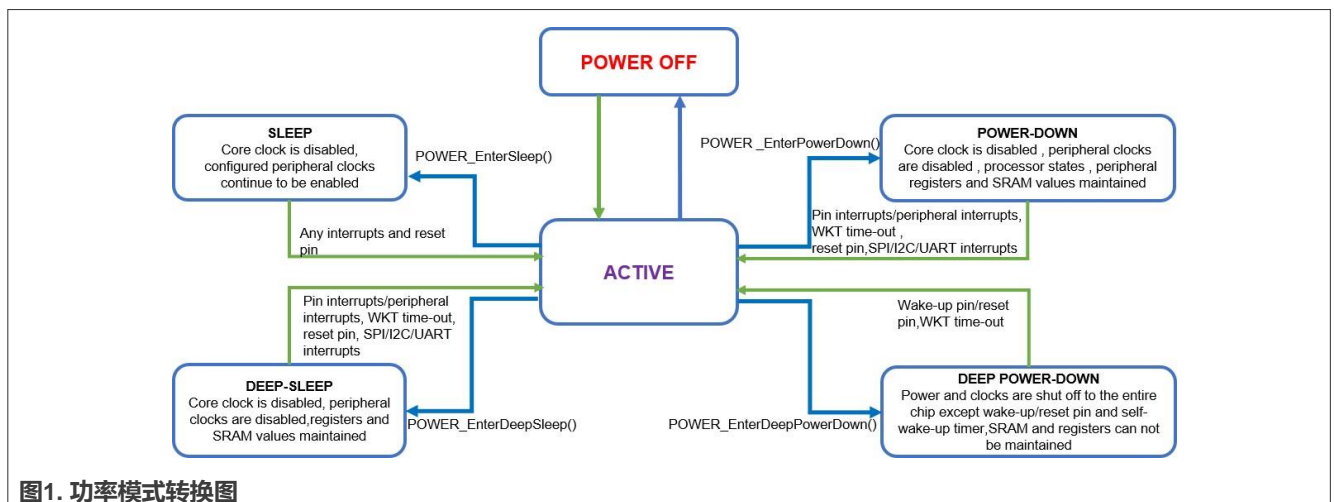 POWER OFF
SLEEP
Core clock is disabled,
configured peripheral clocks
continue to be enabled
POWER_EnterSleep()
Any interrupts and reset
pin
POWER _EnterPowerDown()
POWER-DOWN
Core clock is disabled , peripheral clocks
are disabled , processor states , peripheral
registers and SRAM values maintained
Pin interrupts/peripheral interrupts,
WKT time-out ,
reset pin,SPI/I2C/UART interrupts
ACTIVE
Pin interrupts/peripheral
interrupts, WKT time-out,
reset pin, SPI/I2C/UART
interrupts
DEEP-SLEEP
Core clock is disabled, peripheral
clocks are disabled,registers and
SRAM values maintained
POWER_EnterDeepSleep()
Wake-up pin/reset
pin,WKT time-out
POWER_EnterDeepPowerDown()
DEEP POWER-DOWN
Power and clocks are shut off to the entire
chip except wake-up/reset pin and self-
wake-up timer,SRAM and registers can not
be maintained
图1. 功率模式转换图